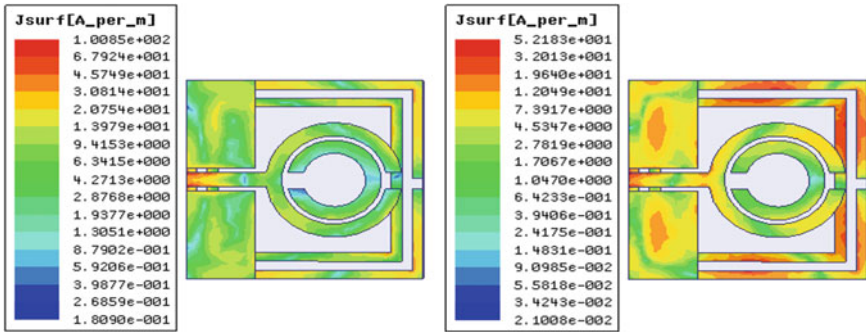 Jsurf[A_per_m]
1.0085e+002
6.7924e+001
4.5749e+001
3.0814e+001
2.0754e+001
1.3979e+001
9.4153e+000
6.3415e+000
4.2713e+000
2.8768e+000
1.9377e+000
1.3051e+000
8.7902e-001
5.9206e-001
3.9877e-001
2.6859e-001
1.8090e-001
Jsurf[A_per_m]
5.2183e+001
3.2013e+001
1.9640e+001
1.2049e+001
7.3917e+000
4.5347e+000
2.7819e+000
1.7067e+000
1.0470e+000
6.4233e-001
3.9406e-001
2.4175e-001
1.4831e-001
9.0985e-002
5.5818e-002
3.4243e-002
2.1008e-002